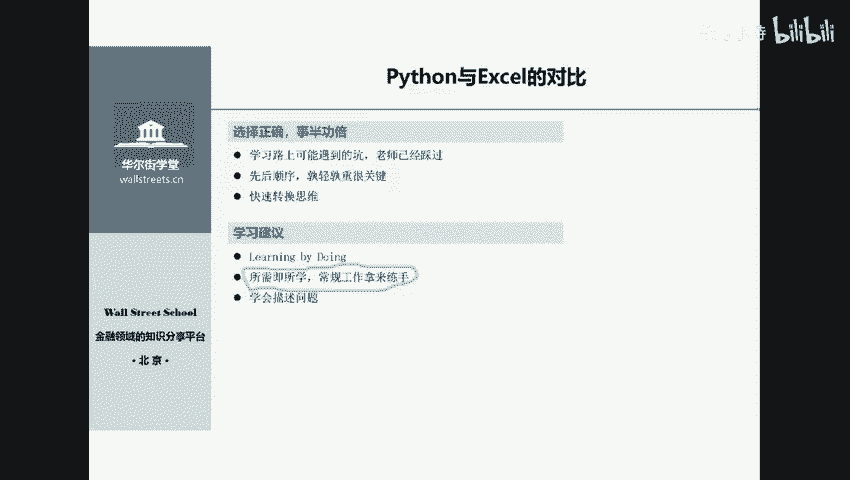 bilibili
Python与Excel的对比
华尔街学堂
wallstreets.cn
选择正确，事半功倍
● 学习路上可能遇到的坑，老师已经踩过
● 先后顺序，孰轻孰重很关键
● 快速转换思维
学习建议
● Learning by Doing
● 所需即所学，常规工作拿来练手
● 学会描述问题
Wall Street School
金融领域的知识分享平台
·北京·